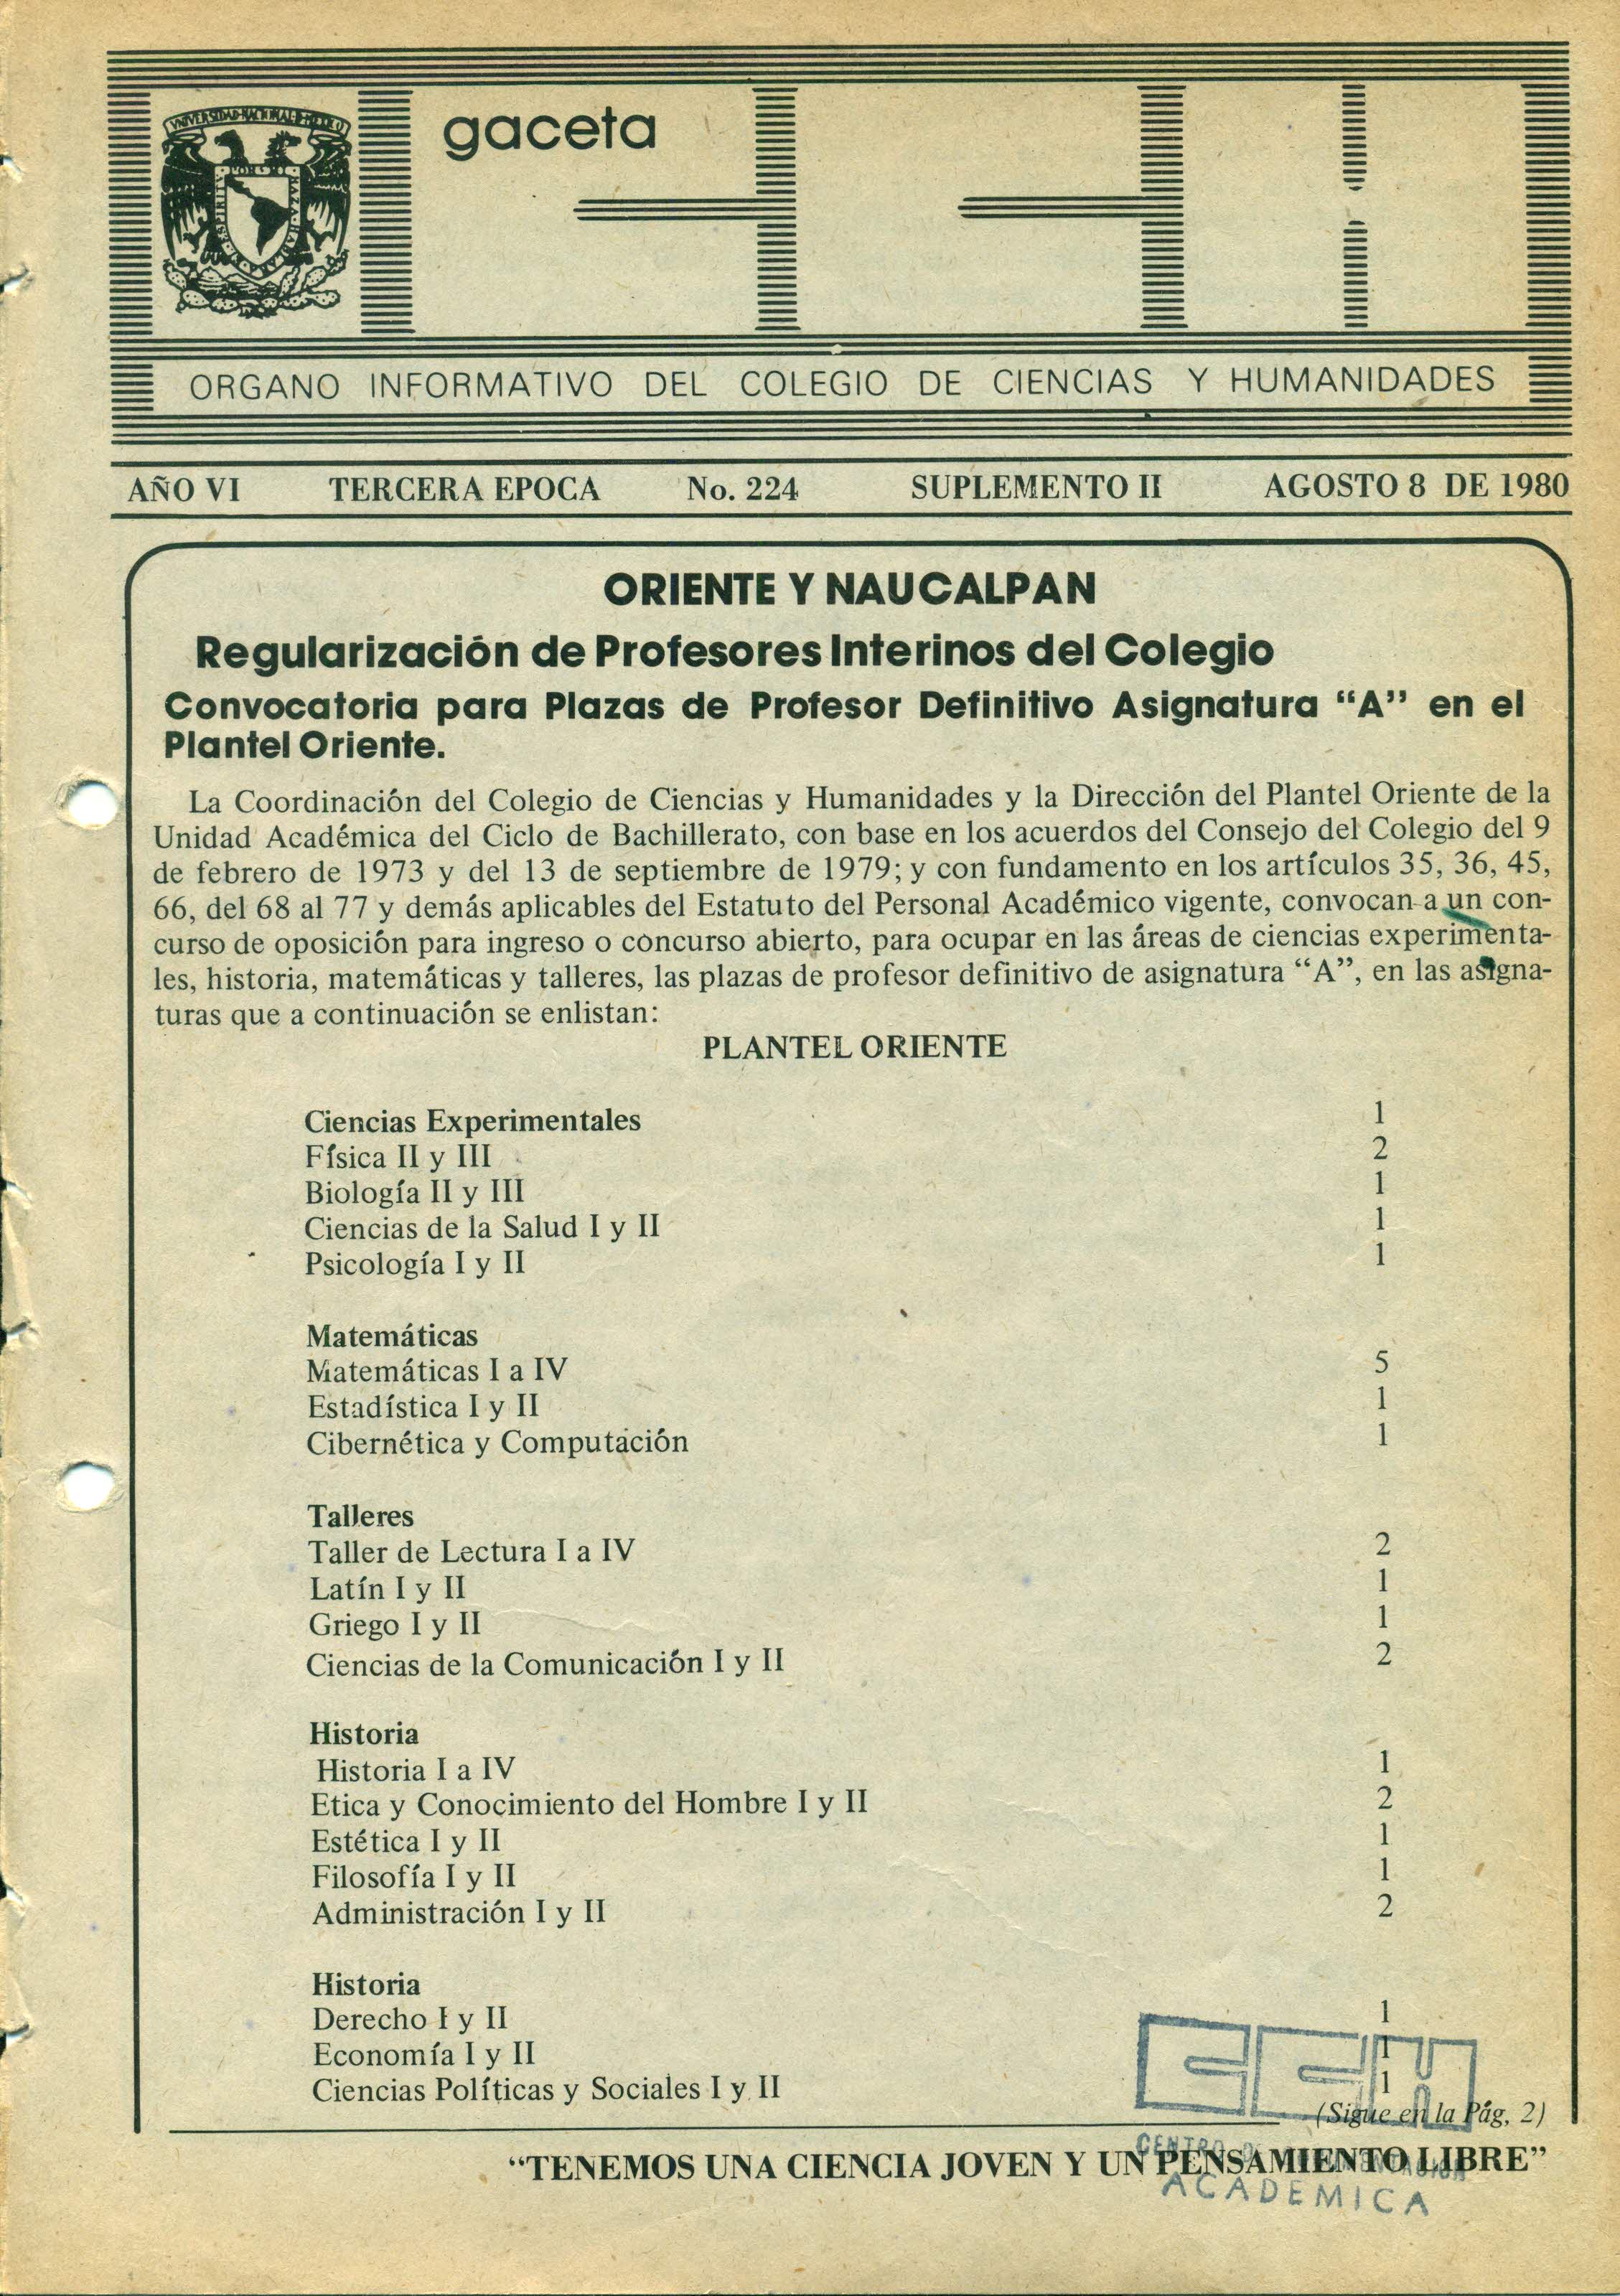 UNIVERSIDAD NACIONAL DE MEXICO
gaceta
ORGANO INFORMATIVO DEL COLEGIO DE CIENCIAS Y HUMANIDADES
AÑO VI TERCERA EPOCA No. 224 SUPLEMENTO II AGOSTO 8 DE 1980
ORIENTE Y NAUCALPAN
Regularización de Profesores Interinos del Colegio
Convocatoria para Plazas de Profesor Definitivo Asignatura “A” en el
Plantel Oriente.
La Coordinación del Colegio de Ciencias y Humanidades y la Dirección del Plantel Oriente de la
Unidad Académica del Ciclo de Bachillerato, con base en los acuerdos del Consejo del Colegio del 9
de febrero de 1973 y del 13 de septiembre de 1979; y con fundamento en los artículos 35, 36, 45,
66, del 68 al 77 y demás aplicables del Estatuto del Personal Académico vigente, convocan a un con-
curso de oposición para ingreso o concurso abierto, para ocupar en las áreas de ciencias experimenta-
les, historia, matemáticas y talleres, las plazas de profesor definitivo de asignatura “A”, en las asigna-
turas que a continuación se enlistan:
PLANTEL ORIENTE
Ciencias Experimentales 1
Física II y III 2
Biología II y III 1
Ciencias de la Salud I y II 1
Psicología I y II 1
Matemáticas
Matemáticas I a IV 5
Estadística I y II 1
Cibernética y Computación 1
Talleres
Taller de Lectura I a IV 2
Latín I y II 1
Griego I y II 1
Ciencias de la Comunicación I y II 2
Historia
Historia I a IV 1
Etica y Conocimiento del Hombre I y II 2
Estética I y II 1
Filosofía I y II 1
Administración I y II 2
Historia
Derecho I y II 1
Economía I y II 1
Ciencias Políticas y Sociales I y II 1
CCH
(Sigue en la Pág, 2)
“TENEMOS UNA CIENCIA JOVEN Y UN PENSAMIENTO LIBRE”
CENTRO
ACADEMICA